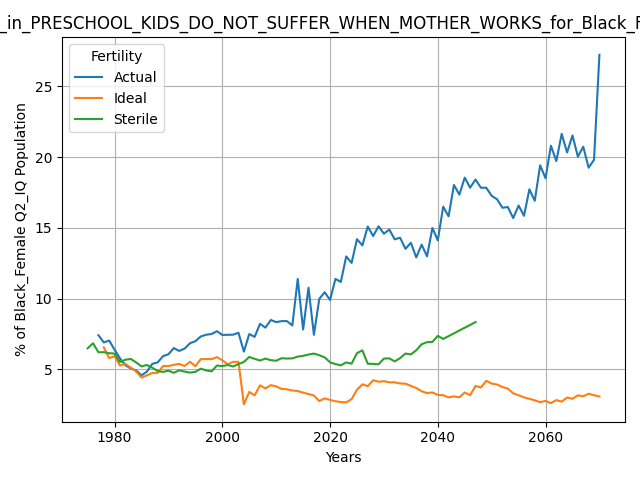 _in_PRESCHOOL_KIDS_DO_NOT_SUFFER_WHEN_MOTHER_WORKS_for_Black_F
Fertility
Actual
Ideal
Sterile
% of Black_Female Q2_IQ Population
25
20
15
10
5
1980
2000
2020
2040
2060
Years